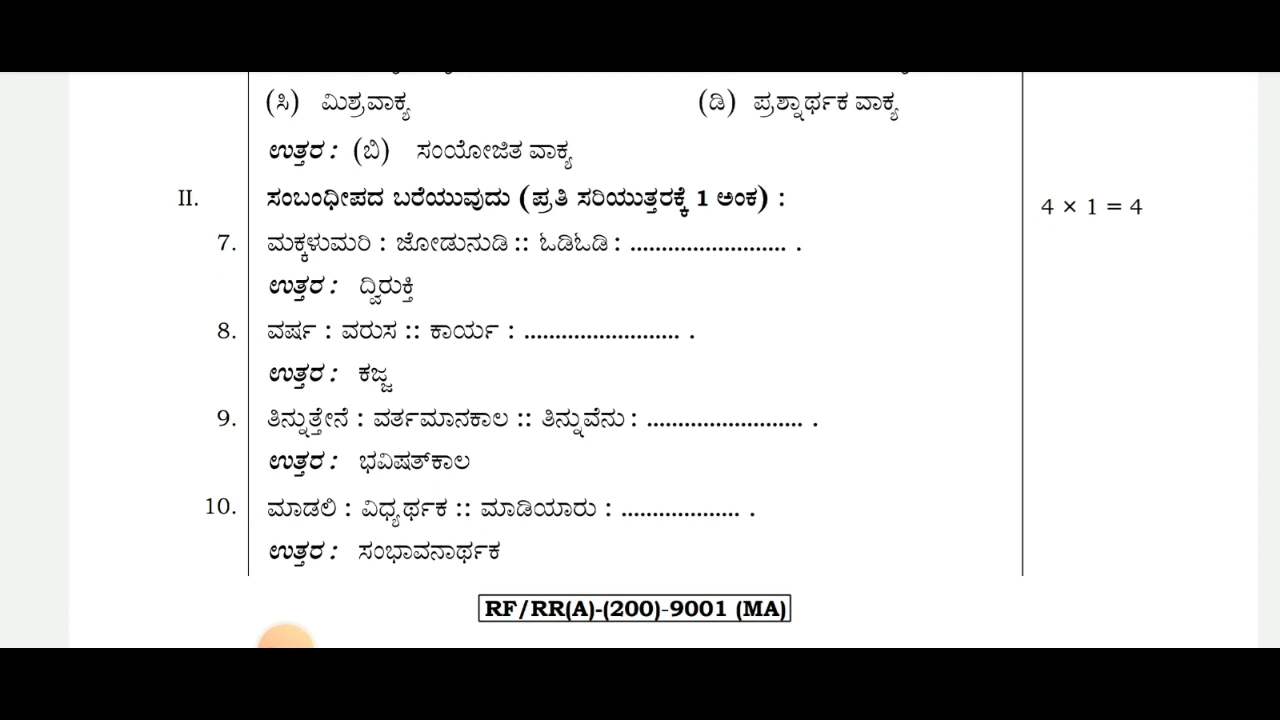 (ಸಿ) ಮಿಶ್ರವಾಕ್ಯ (ಡಿ) ಪ್ರಶ್ನಾರ್ಥಕ ವಾಕ್ಯ
ಉತ್ತರ : (ಬಿ) ಸಂಯೋಜಿತ ವಾಕ್ಯ
II. ಸಂಬಂಧೀಪದ ಬರೆಯುವುದು (ಪ್ರತಿ ಸರಿಯುತ್ತರಕ್ಕೆ 1 ಅಂಕ) : 4 × 1 = 4
7. ಮಕ್ಕಳುಮರಿ : ಜೋಡುನುಡಿ :: ಓಡಿಓಡಿ : ......................... .
ಉತ್ತರ : ದ್ವಿರುಕ್ತಿ
8. ವರ್ಷ : ವರುಸ :: ಕಾರ್ಯ : ......................... .
ಉತ್ತರ : ಕಜ್ಜ
9. ತಿನ್ನುತ್ತೇನೆ : ವರ್ತಮಾನಕಾಲ :: ತಿನ್ನುವೆನು : ......................... .
ಉತ್ತರ : ಭವಿಷತ್‌ಕಾಲ
10. ಮಾಡಲಿ : ವಿಧ್ಯರ್ಥಕ :: ಮಾಡಿಯಾರು : ................... .
ಉತ್ತರ : ಸಂಭಾವನಾರ್ಥಕ
RF/RR(A)-(200)-9001 (MA)